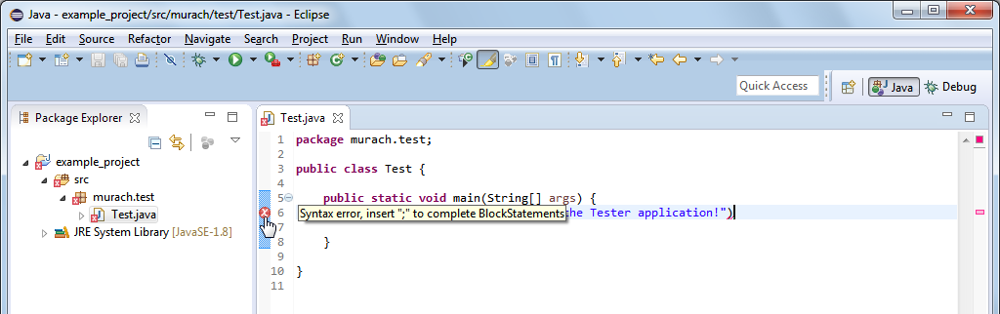 Java - example_project/src/murach/test/Test.java - Eclipse
File Edit Source Refactor Navigate Search Project Run Window Help
Quick Access Java Debug
Package Explorer
example_project
src
murach.test
Test.java
JRE System Library [JavaSE-1.8]
Test.java
1 package murach.test;
2
3 public class Test {
4
5 public static void main(String[] args) {
6 Syntax error, insert ";" to complete BlockStatements he Tester application!")
7
8 }
9
10 }
11